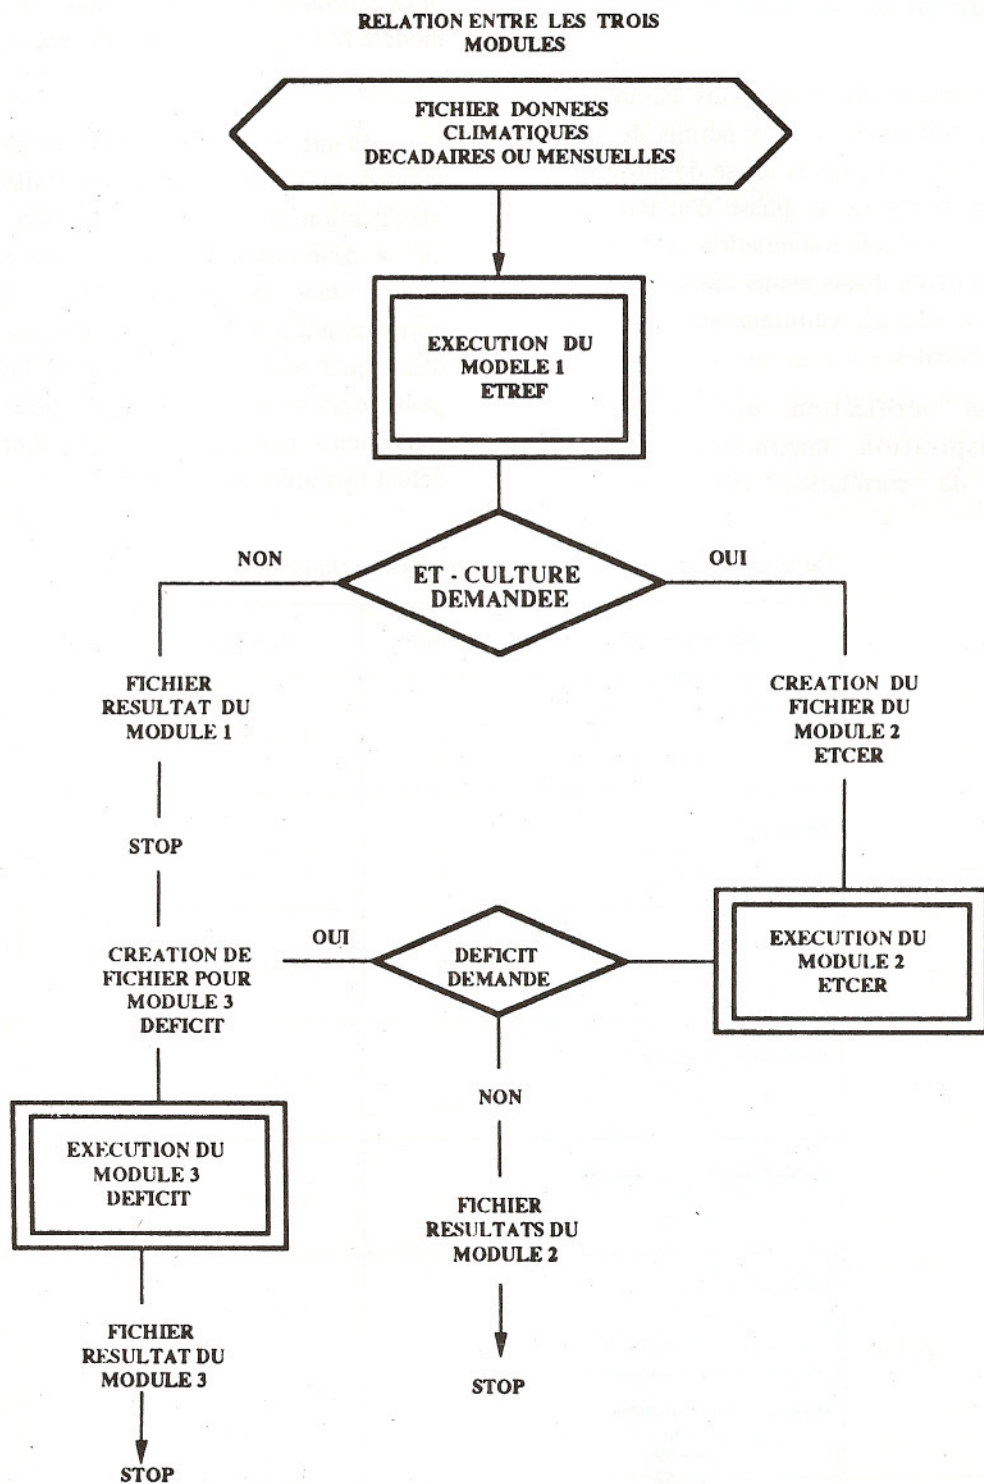 RELATION ENTRE LES TROIS
MODULES
FICHIER DONNEES
CLIMATIQUES
DECADAIRES OU MENSUELLES
EXECUTION DU
MODELE 1
ETREF
NON
OUI
ET - CULTURE
DEMANDEE
FICHIER
RESULTAT DU
MODULE 1
CREATION DU
FICHIER DU
MODULE 2
ETCER
STOP
OUI
CREATION DE
FICHIER POUR
MODULE 3
DEFICIT
DEFICIT
DEMANDE
EXECUTION DU
MODULE 2
ETCER
NON
EXECUTION DU
MODULE 3
DEFICIT
FICHIER
RESULTATS DU
MODULE 2
FICHIER
RESULTAT DU
MODULE 3
STOP
STOP